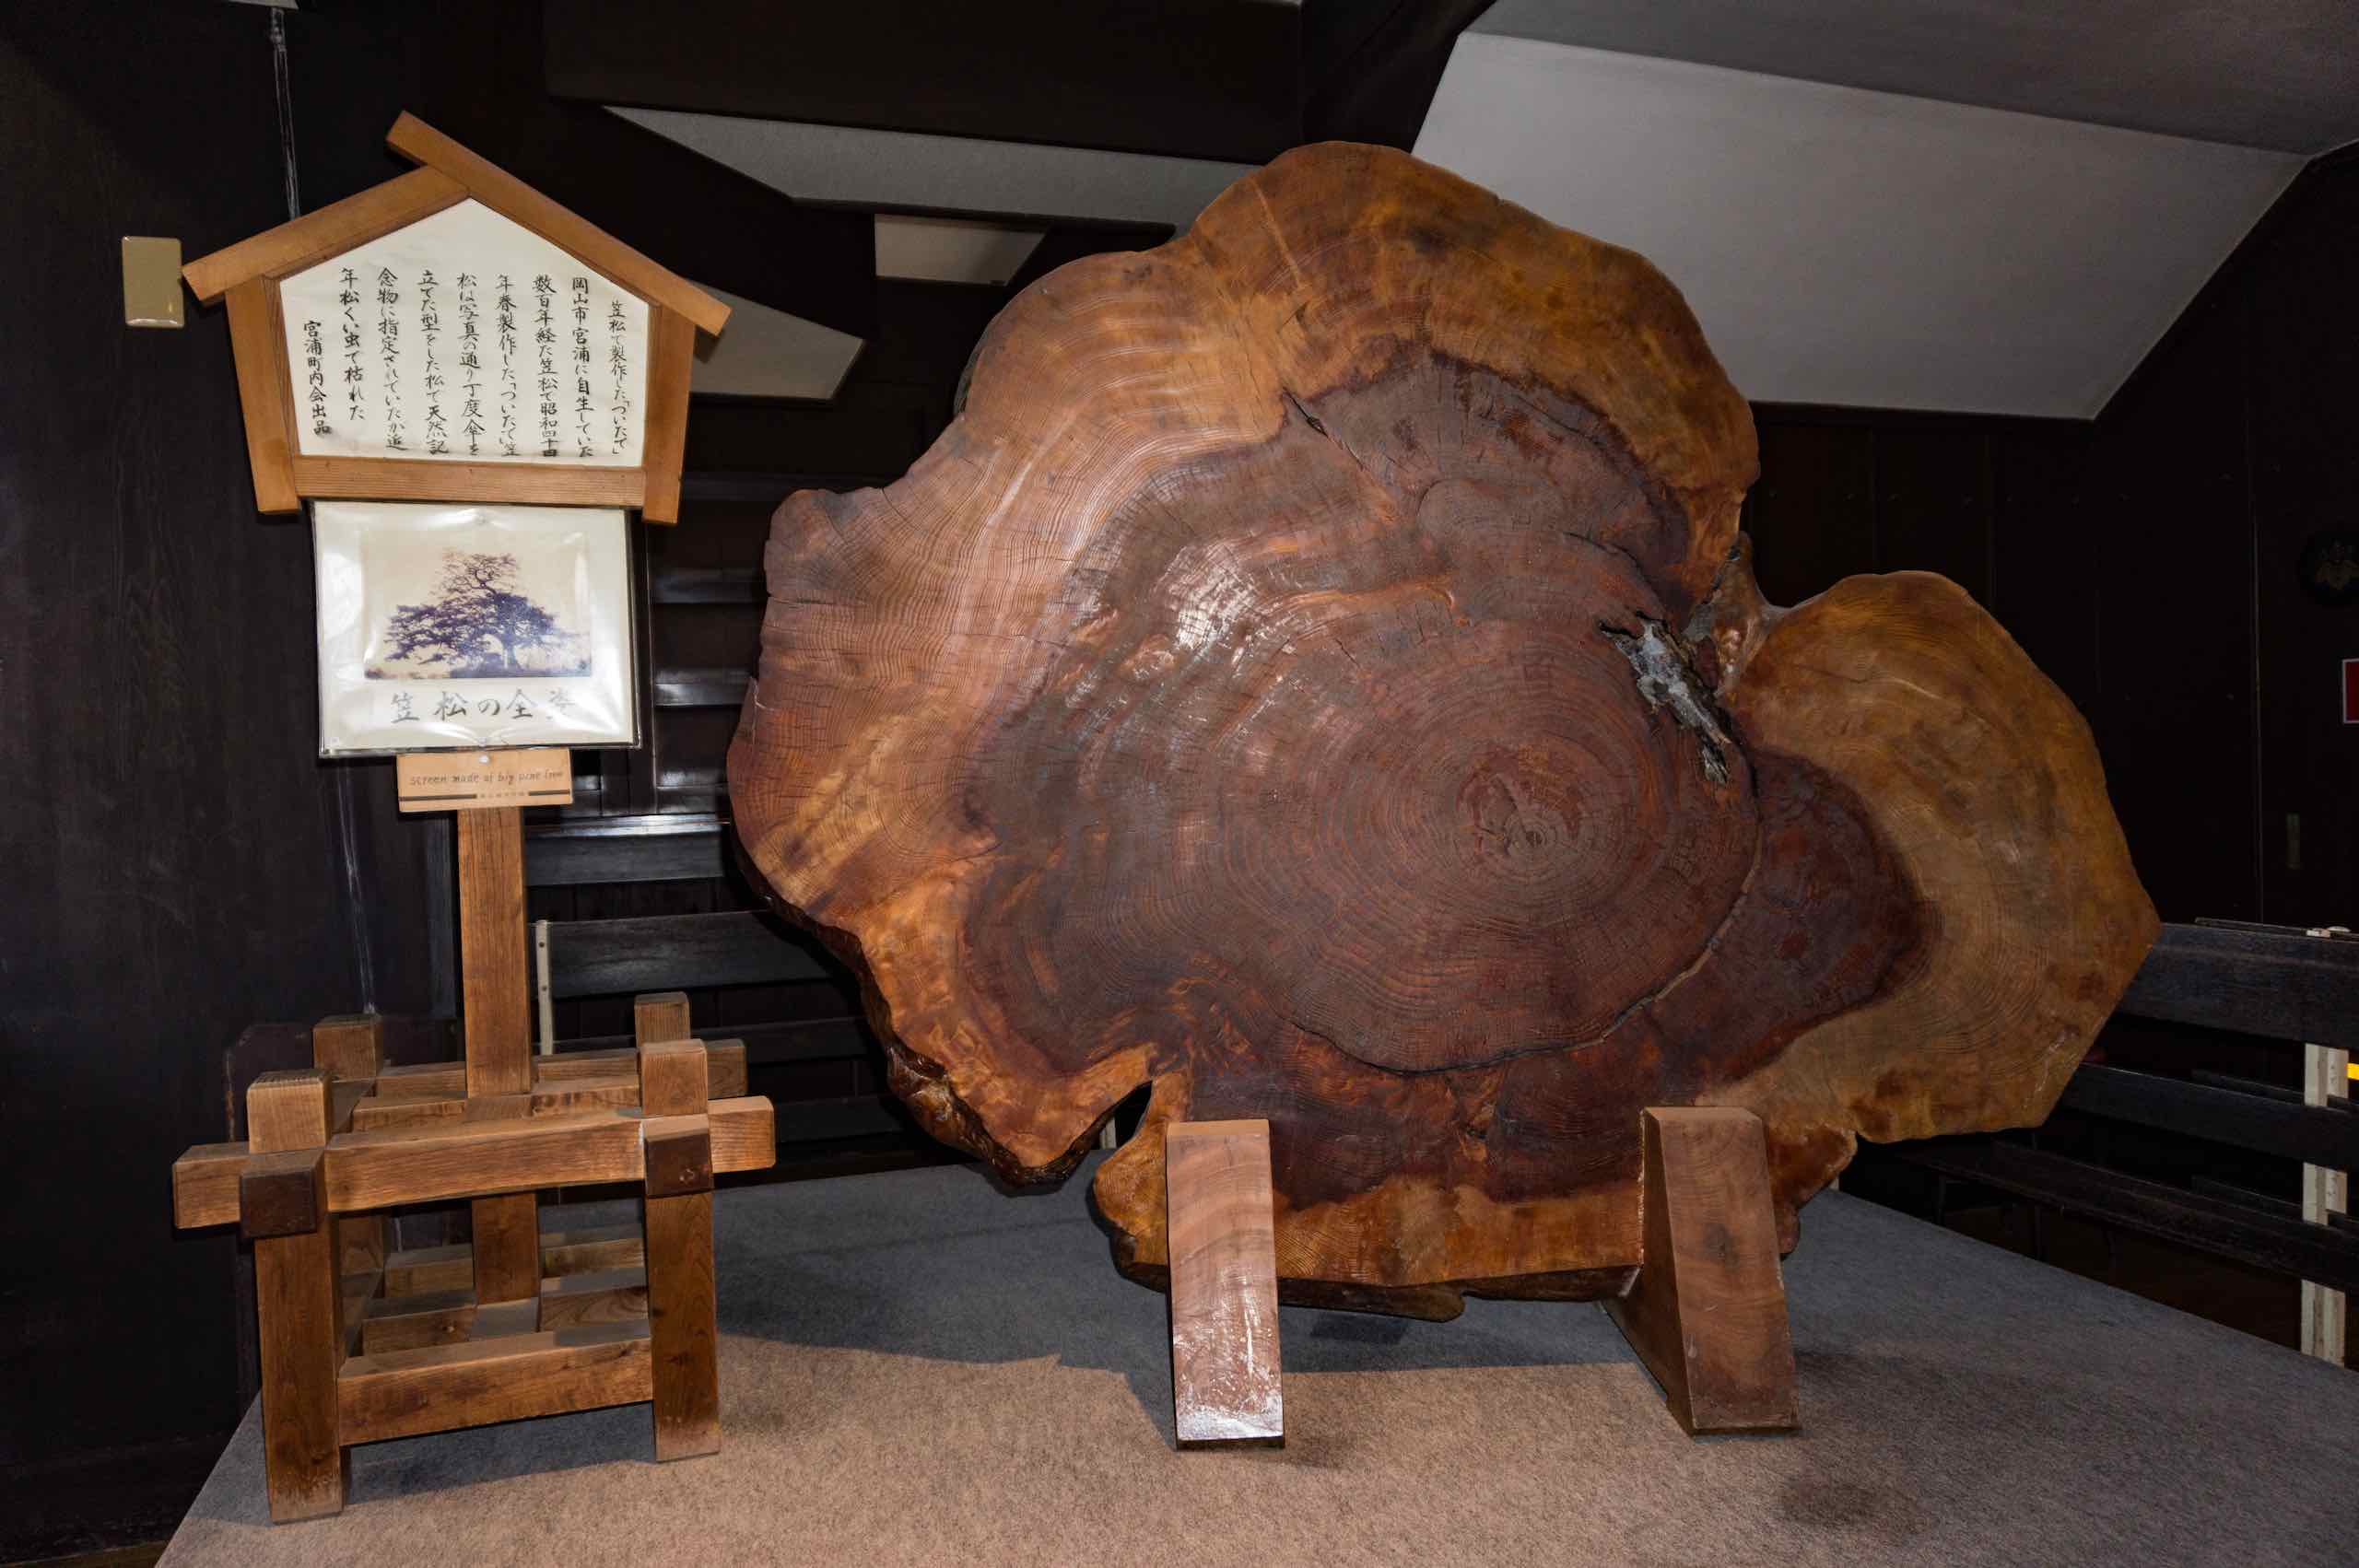 笠松で製作した「ついたて」
岡山市宮浦に自生していた
数百年経た笠松で昭和四十四
年春製作した「ついたて」笠
松は写真の通り丁度傘を
立てた型をした松で天然記
念物に指定されていたが近
年松くい虫で枯れた
宮浦町内会出品
笠松の全姿
screen made of big pine tree